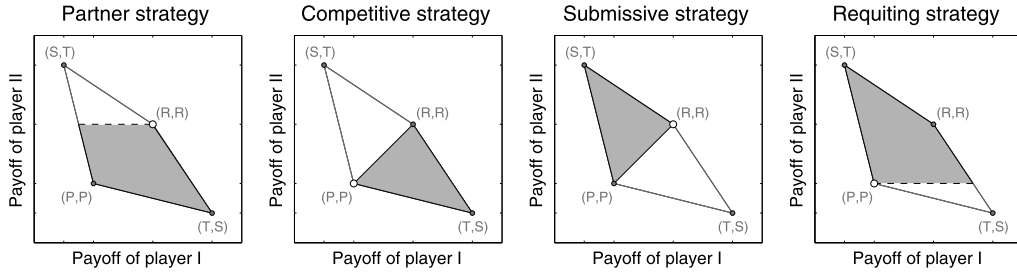 Partner strategy
(S,T)
(R,R)
(P,P)
(T,S)
Payoff of player II
Payoff of player I
Competitive strategy
(S,T)
(R,R)
(P,P)
(T,S)
Payoff of player II
Payoff of player I
Submissive strategy
(S,T)
(R,R)
(P,P)
(T,S)
Payoff of player II
Payoff of player I
Requiting strategy
(S,T)
(R,R)
(P,P)
(T,S)
Payoff of player II
Payoff of player I